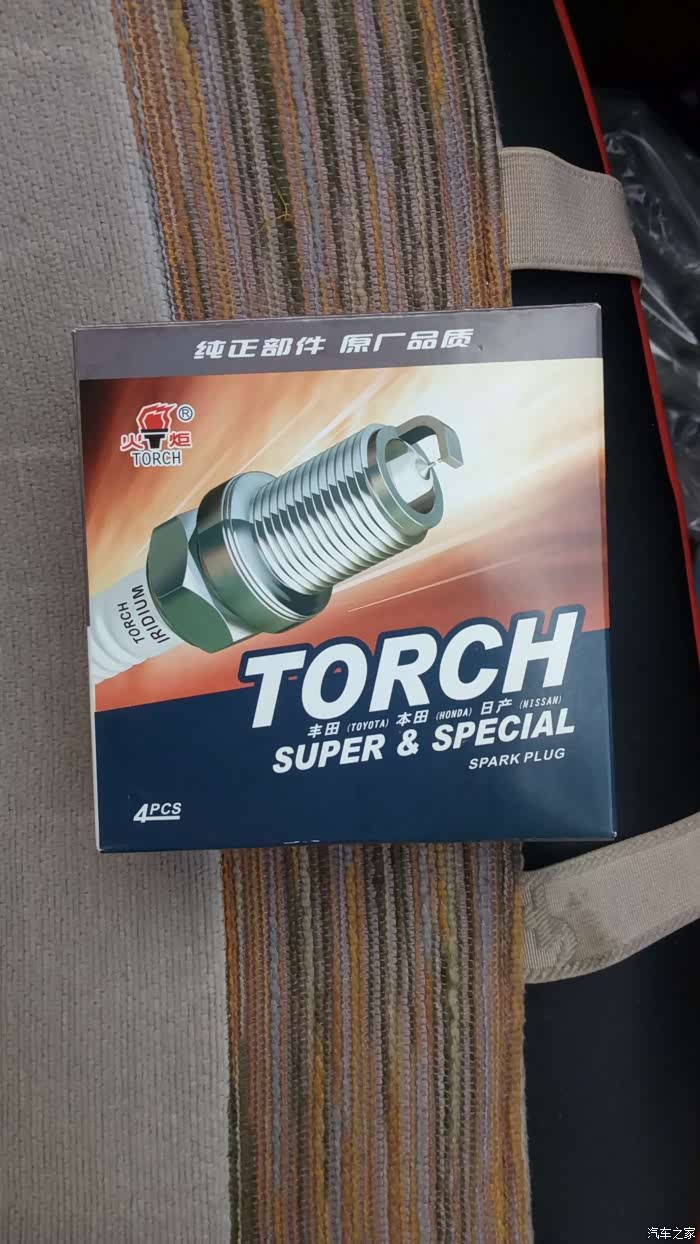 纯正部件 原厂品质
®
火炬
TORCH
TORCH
IRIDIUM
TORCH
丰田 (TOYOTA) 本田 (HONDA) 日产 (NISSAN)
SUPER & SPECIAL
SPARK PLUG
4PCS
汽车之家